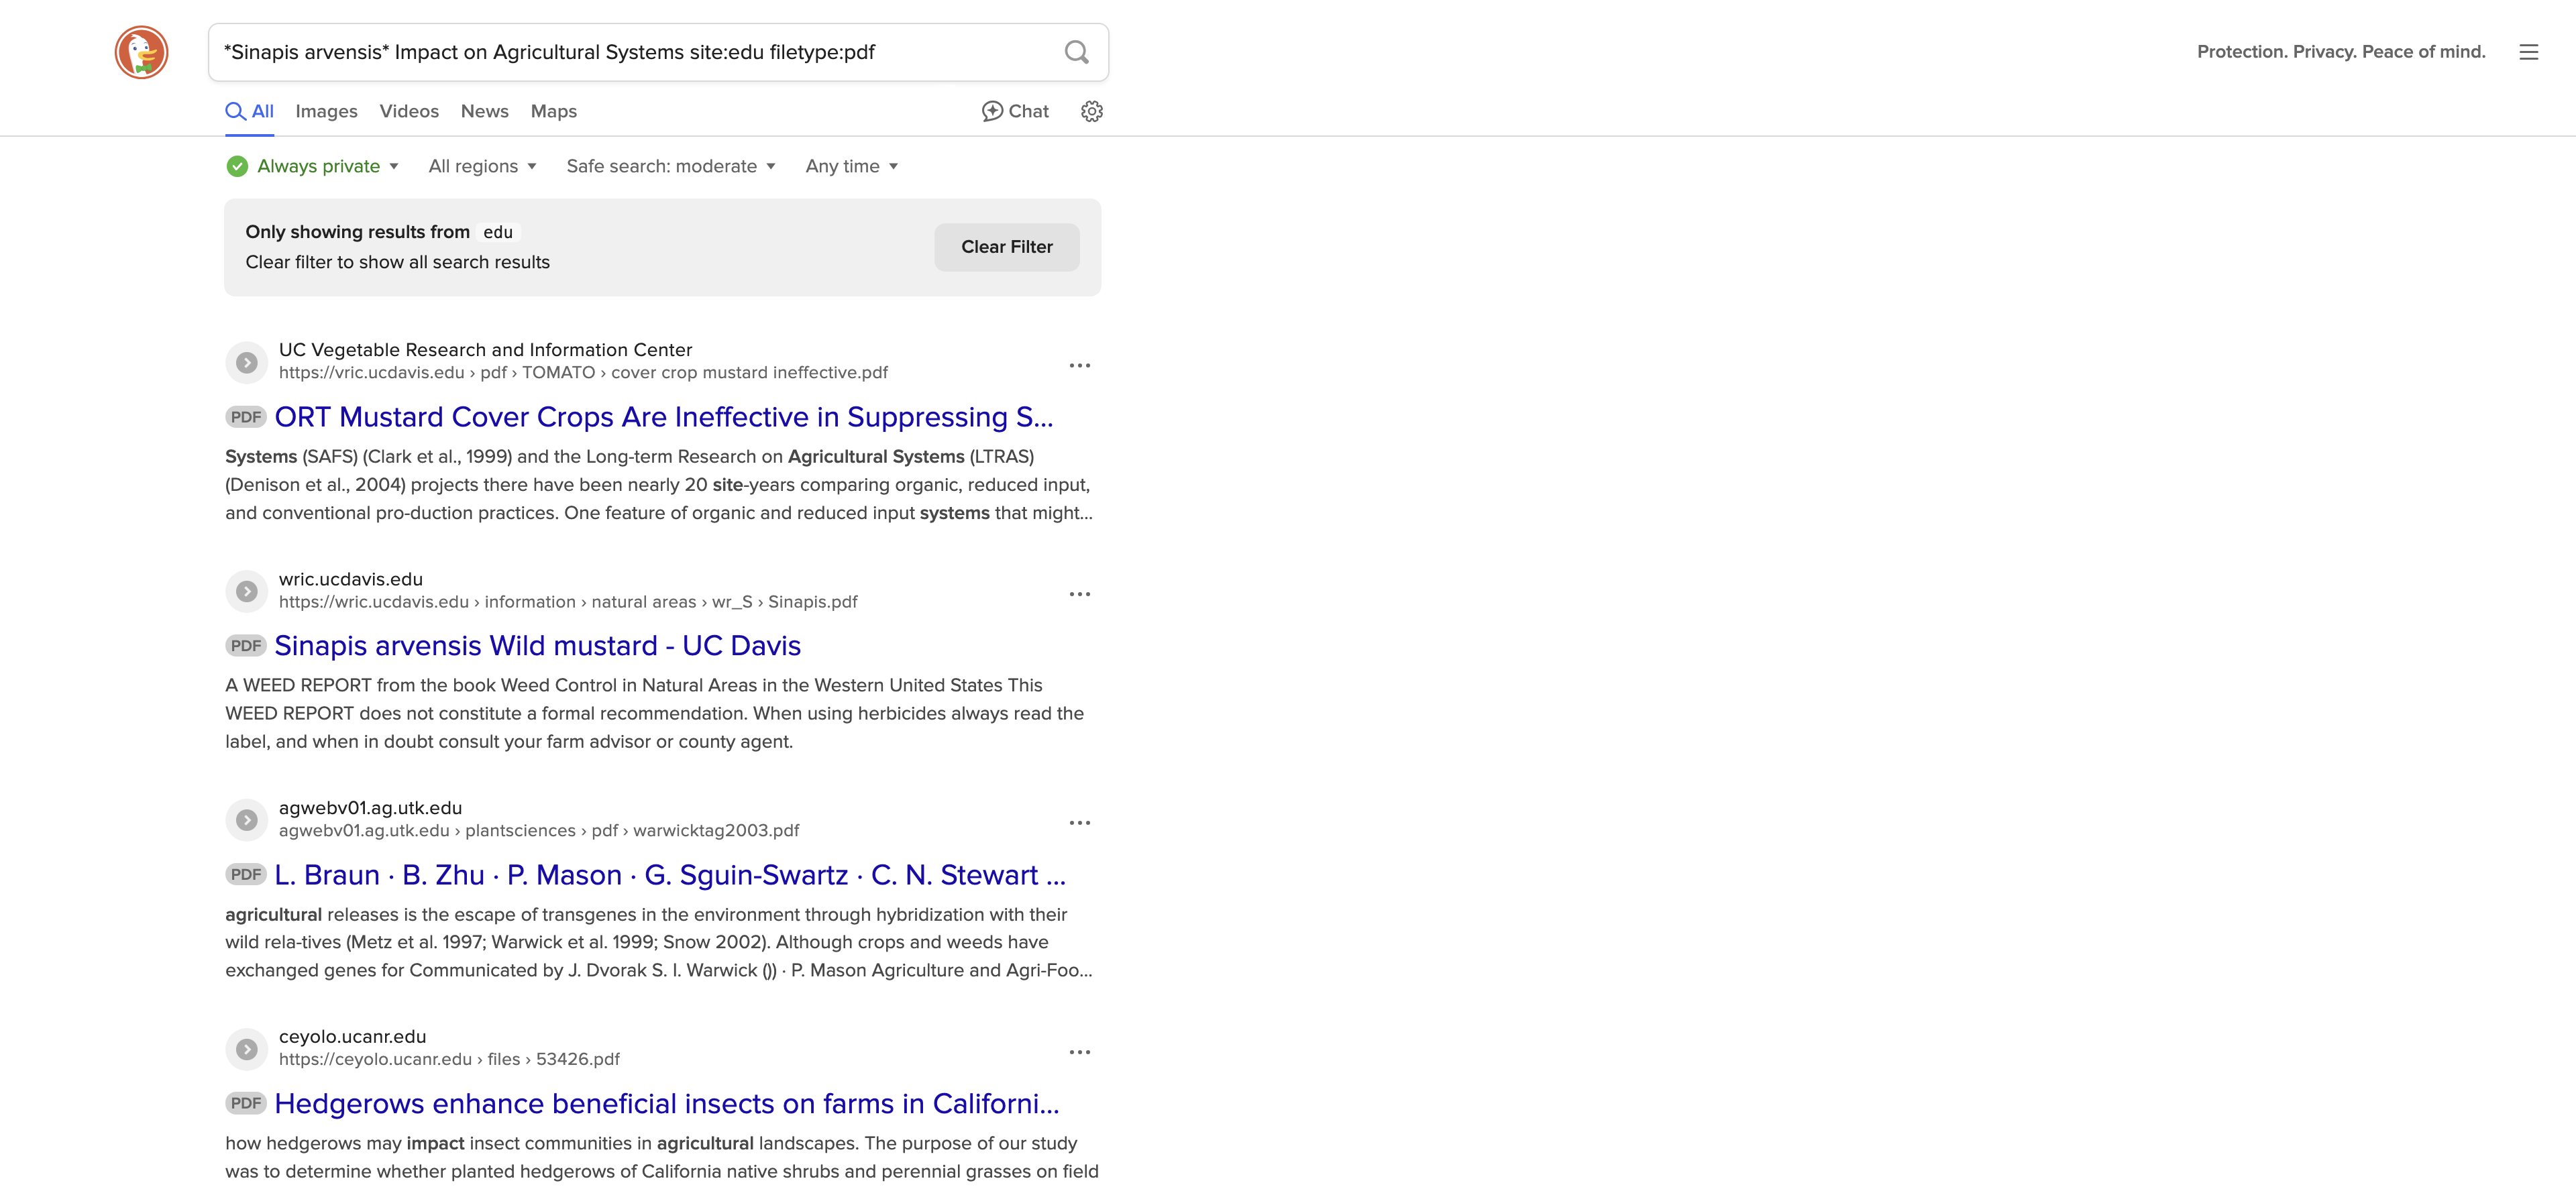 *Sinapis arvensis* Impact on Agricultural Systems site:edu filetype:pdf
Protection. Privacy. Peace of mind.
All Images Videos News Maps Chat
Always private All regions Safe search: moderate Any time
Only showing results from edu
Clear filter to show all search results
Clear Filter
UC Vegetable Research and Information Center
https://vric.ucdavis.edu › pdf › TOMATO › cover crop mustard ineffective.pdf
PDF ORT Mustard Cover Crops Are Ineffective in Suppressing S...
Systems (SAFS) (Clark et al., 1999) and the Long-term Research on Agricultural Systems (LTRAS)
(Denison et al., 2004) projects there have been nearly 20 site-years comparing organic, reduced input,
and conventional pro-duction practices. One feature of organic and reduced input systems that might...
wric.ucdavis.edu
https://wric.ucdavis.edu › information › natural areas › wr_S › Sinapis.pdf
PDF Sinapis arvensis Wild mustard - UC Davis
A WEED REPORT from the book Weed Control in Natural Areas in the Western United States This
WEED REPORT does not constitute a formal recommendation. When using herbicides always read the
label, and when in doubt consult your farm advisor or county agent.
agwebv01.ag.utk.edu
agwebv01.ag.utk.edu › plantsciences › pdf › warwicktag2003.pdf
PDF L. Braun · B. Zhu · P. Mason · G. Sguin-Swartz · C. N. Stewart ...
agricultural releases is the escape of transgenes in the environment through hybridization with their
wild rela-tives (Metz et al. 1997; Warwick et al. 1999; Snow 2002). Although crops and weeds have
exchanged genes for Communicated by J. Dvorak S. I. Warwick ()) · P. Mason Agriculture and Agri-Foo...
ceyolo.ucanr.edu
https://ceyolo.ucanr.edu › files › 53426.pdf
PDF Hedgerows enhance beneficial insects on farms in Californi...
how hedgerows may impact insect communities in agricultural landscapes. The purpose of our study
was to determine whether planted hedgerows of California native shrubs and perennial grasses on field